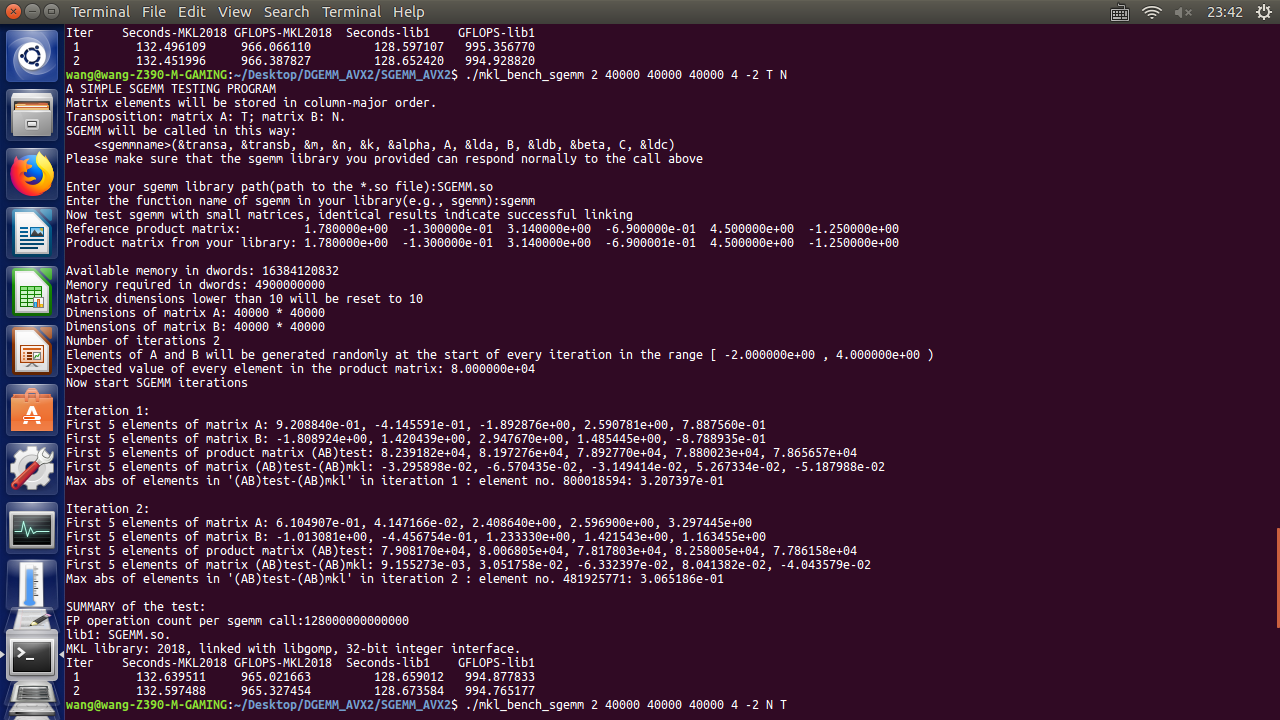 Terminal File Edit View Search Terminal Help 23:42
Iter Seconds-MKL2018 GFLOPS-MKL2018 Seconds-lib1 GFLOPS-lib1
1 132.496109 966.066110 128.597107 995.356770
2 132.451996 966.387827 128.652420 994.928820
wang@wang-Z390-M-GAMING:~/Desktop/DGEMM_AVX2/SGEMM_AVX2$ ./mkl_bench_sgemm 2 40000 40000 40000 4 -2 T N
A SIMPLE SGEMM TESTING PROGRAM
Matrix elements will be stored in column-major order.
Transposition: matrix A: T; matrix B: N.
SGEMM will be called in this way:
<sgemmname>(&transa, &transb, &m, &n, &k, &alpha, A, &lda, B, &ldb, &beta, C, &ldc)
Please make sure that the sgemm library you provided can respond normally to the call above
Enter your sgemm library path(path to the *.so file):SGEMM.so
Enter the function name of sgemm in your library(e.g., sgemm):sgemm
Now test sgemm with small matrices, identical results indicate successful linking
Reference product matrix: 1.780000e+00 -1.300000e-01 3.140000e+00 -6.900000e-01 4.500000e+00 -1.250000e+00
Product matrix from your library: 1.780000e+00 -1.300000e-01 3.140000e+00 -6.900001e-01 4.500000e+00 -1.250000e+00
Available memory in dwords: 16384120832
Memory required in dwords: 4900000000
Matrix dimensions lower than 10 will be reset to 10
Dimensions of matrix A: 40000 * 40000
Dimensions of matrix B: 40000 * 40000
Number of iterations 2
Elements of A and B will be generated randomly at the start of every iteration in the range [ -2.000000e+00 , 4.000000e+00 )
Expected value of every element in the product matrix: 8.000000e+04
Now start SGEMM iterations
Iteration 1:
First 5 elements of matrix A: 9.208840e-01, -4.145591e-01, -1.892876e+00, 2.590781e+00, 7.887560e-01
First 5 elements of matrix B: -1.808924e+00, 1.420439e+00, 2.947670e+00, 1.485445e+00, -8.788935e-01
First 5 elements of product matrix (AB)test: 8.239182e+04, 8.197276e+04, 7.892770e+04, 7.880023e+04, 7.865657e+04
First 5 elements of matrix (AB)test-(AB)mkl: -3.295898e-02, -6.570435e-02, -3.149414e-02, 5.267334e-02, -5.187988e-02
Max abs of elements in '(AB)test-(AB)mkl' in iteration 1 : element no. 800018594: 3.207397e-01
Iteration 2:
First 5 elements of matrix A: 6.104907e-01, 4.147166e-02, 2.408640e+00, 2.596900e+00, 3.297445e+00
First 5 elements of matrix B: -1.013081e+00, -4.456754e-01, 1.233330e+00, 1.421543e+00, 1.163455e+00
First 5 elements of product matrix (AB)test: 7.908170e+04, 8.006805e+04, 7.817803e+04, 8.258005e+04, 7.786158e+04
First 5 elements of matrix (AB)test-(AB)mkl: 9.155273e-03, 3.051758e-02, -6.332397e-02, 8.041382e-02, -4.043579e-02
Max abs of elements in '(AB)test-(AB)mkl' in iteration 2 : element no. 481925771: 3.065186e-01
SUMMARY of the test:
FP operation count per sgemm call:128000000000000
lib1: SGEMM.so.
MKL library: 2018, linked with libgomp, 32-bit integer interface.
Iter Seconds-MKL2018 GFLOPS-MKL2018 Seconds-lib1 GFLOPS-lib1
1 132.639511 965.021663 128.659012 994.877833
2 132.597488 965.327454 128.673584 994.765177
wang@wang-Z390-M-GAMING:~/Desktop/DGEMM_AVX2/SGEMM_AVX2$ ./mkl_bench_sgemm 2 40000 40000 40000 4 -2 N T